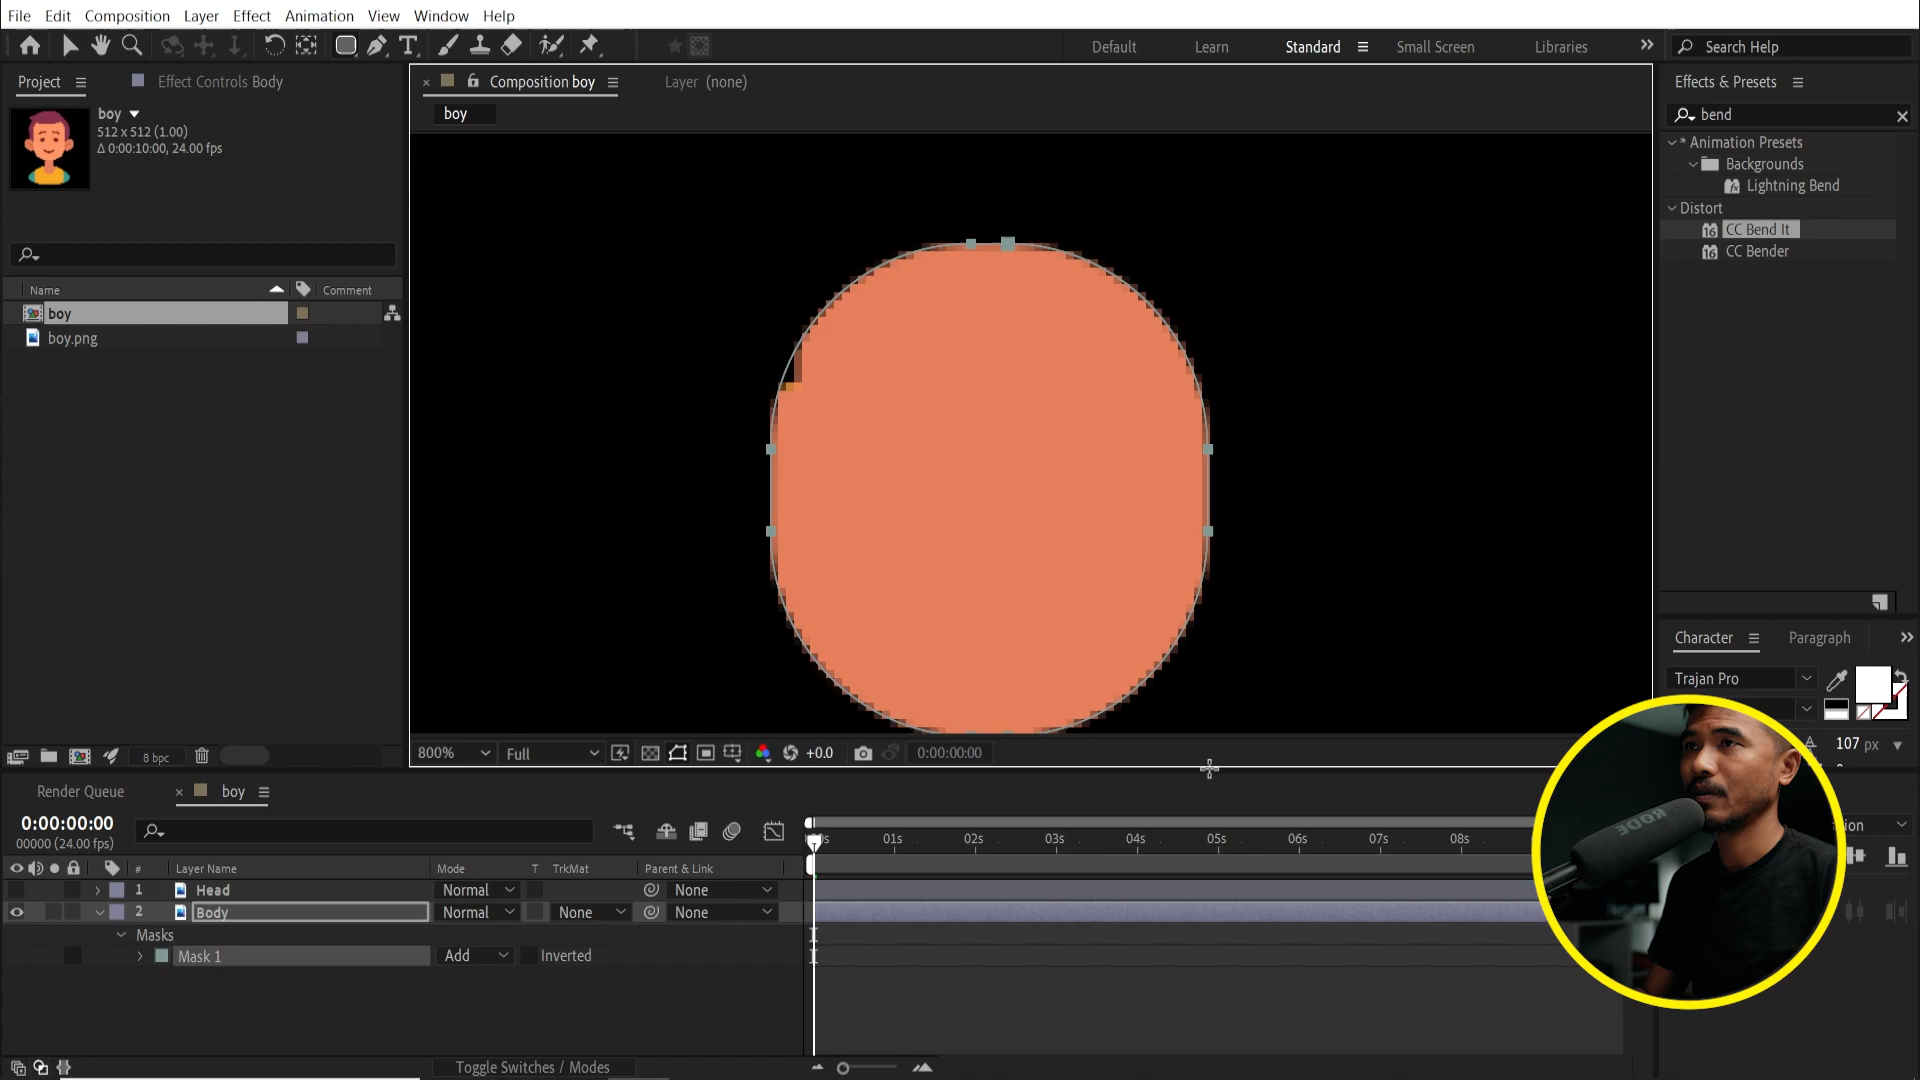 File Edit Composition Layer Effect Animation View Window Help
Default Learn Standard Small Screen Libraries Search Help
Project Effect Controls Body
Composition boy Layer (none)
Effects & Presets
boy
512 x 512 (1.00)
Δ 0:00:10:00, 24.00 fps
boy
bend
* Animation Presets
Backgrounds
Lightning Bend
Distort
16 CC Bend It
16 CC Bender
Name Comment
boy
boy.png
Character Paragraph
Trajan Pro
107 px
8 bpc
800% Full +0.0 0:00:00:00
Render Queue boy
0:00:00:00
00000 (24.00 fps)
01s 02s 03s 04s 05s 06s 07s 08s
# Layer Name Mode T TrkMat Parent & Link
1 Head Normal None
2 Body Normal None None
Masks
Mask 1 Add Inverted
Toggle Switches / Modes
RODE